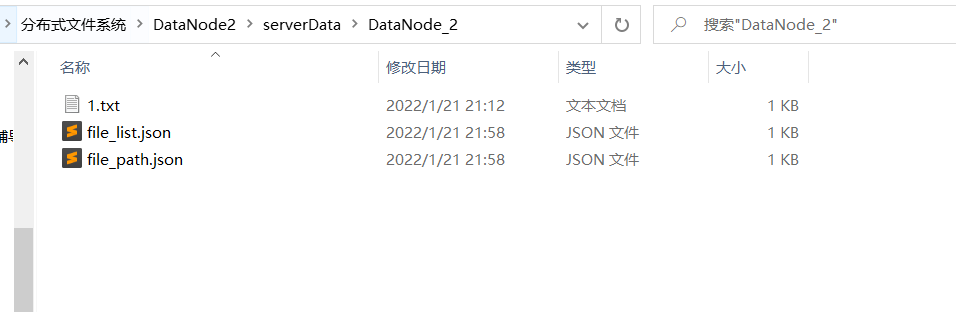 分布式文件系统 DataNode2 serverData DataNode_2 搜索"DataNode_2"
名称 修改日期 类型 大小
1.txt 2022/1/21 21:12 文本文档 1 KB
file_list.json 2022/1/21 21:58 JSON 文件 1 KB
file_path.json 2022/1/21 21:58 JSON 文件 1 KB